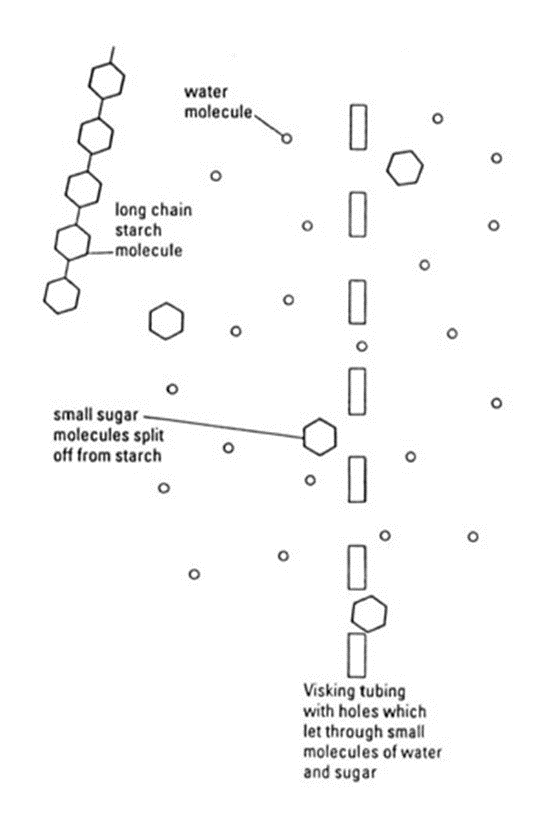 water
molecule
long chain
starch
molecule
small sugar
molecules split
off from starch
Visking tubing
with holes which
let through small
molecules of water
and sugar